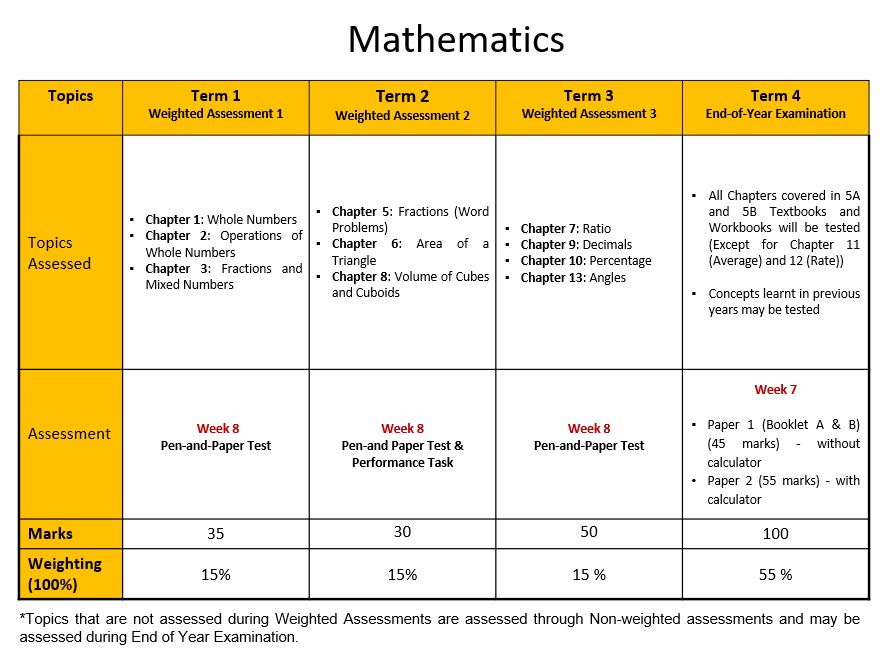 Mathematics
Topics
Term 1
Weighted Assessment 1
Term 2
Weighted Assessment 2
Term 3
Weighted Assessment 3
Term 4
End-of-Year Examination
Topics
Assessed
▪ Chapter 1: Whole Numbers
▪ Chapter 2: Operations of
Whole Numbers
▪ Chapter 3: Fractions and
Mixed Numbers
▪ Chapter 5: Fractions (Word
Problems)
▪ Chapter 6: Area of a
Triangle
▪ Chapter 8: Volume of Cubes
and Cuboids
▪ Chapter 7: Ratio
▪ Chapter 9: Decimals
▪ Chapter 10: Percentage
▪ Chapter 13: Angles
▪ All Chapters covered in 5A
and 5B Textbooks and
Workbooks will be tested
(Except for Chapter 11
(Average) and 12 (Rate))
▪ Concepts learnt in previous
years may be tested
Assessment
Week 8
Pen-and-Paper Test
Week 8
Pen-and Paper Test &
Performance Task
Week 8
Pen-and-Paper Test
Week 7
▪ Paper 1 (Booklet A & B)
(45 marks) - without
calculator
• Paper 2 (55 marks) - with
calculator
Marks
35
30
50
100
Weighting
(100%)
15%
15%
15 %
55 %
*Topics that are not assessed during Weighted Assessments are assessed through Non-weighted assessments and may be
assessed during End of Year Examination.